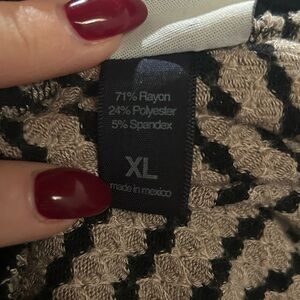 71% Rayon
24% Polyester
5% Spandex
XL
made in mexico